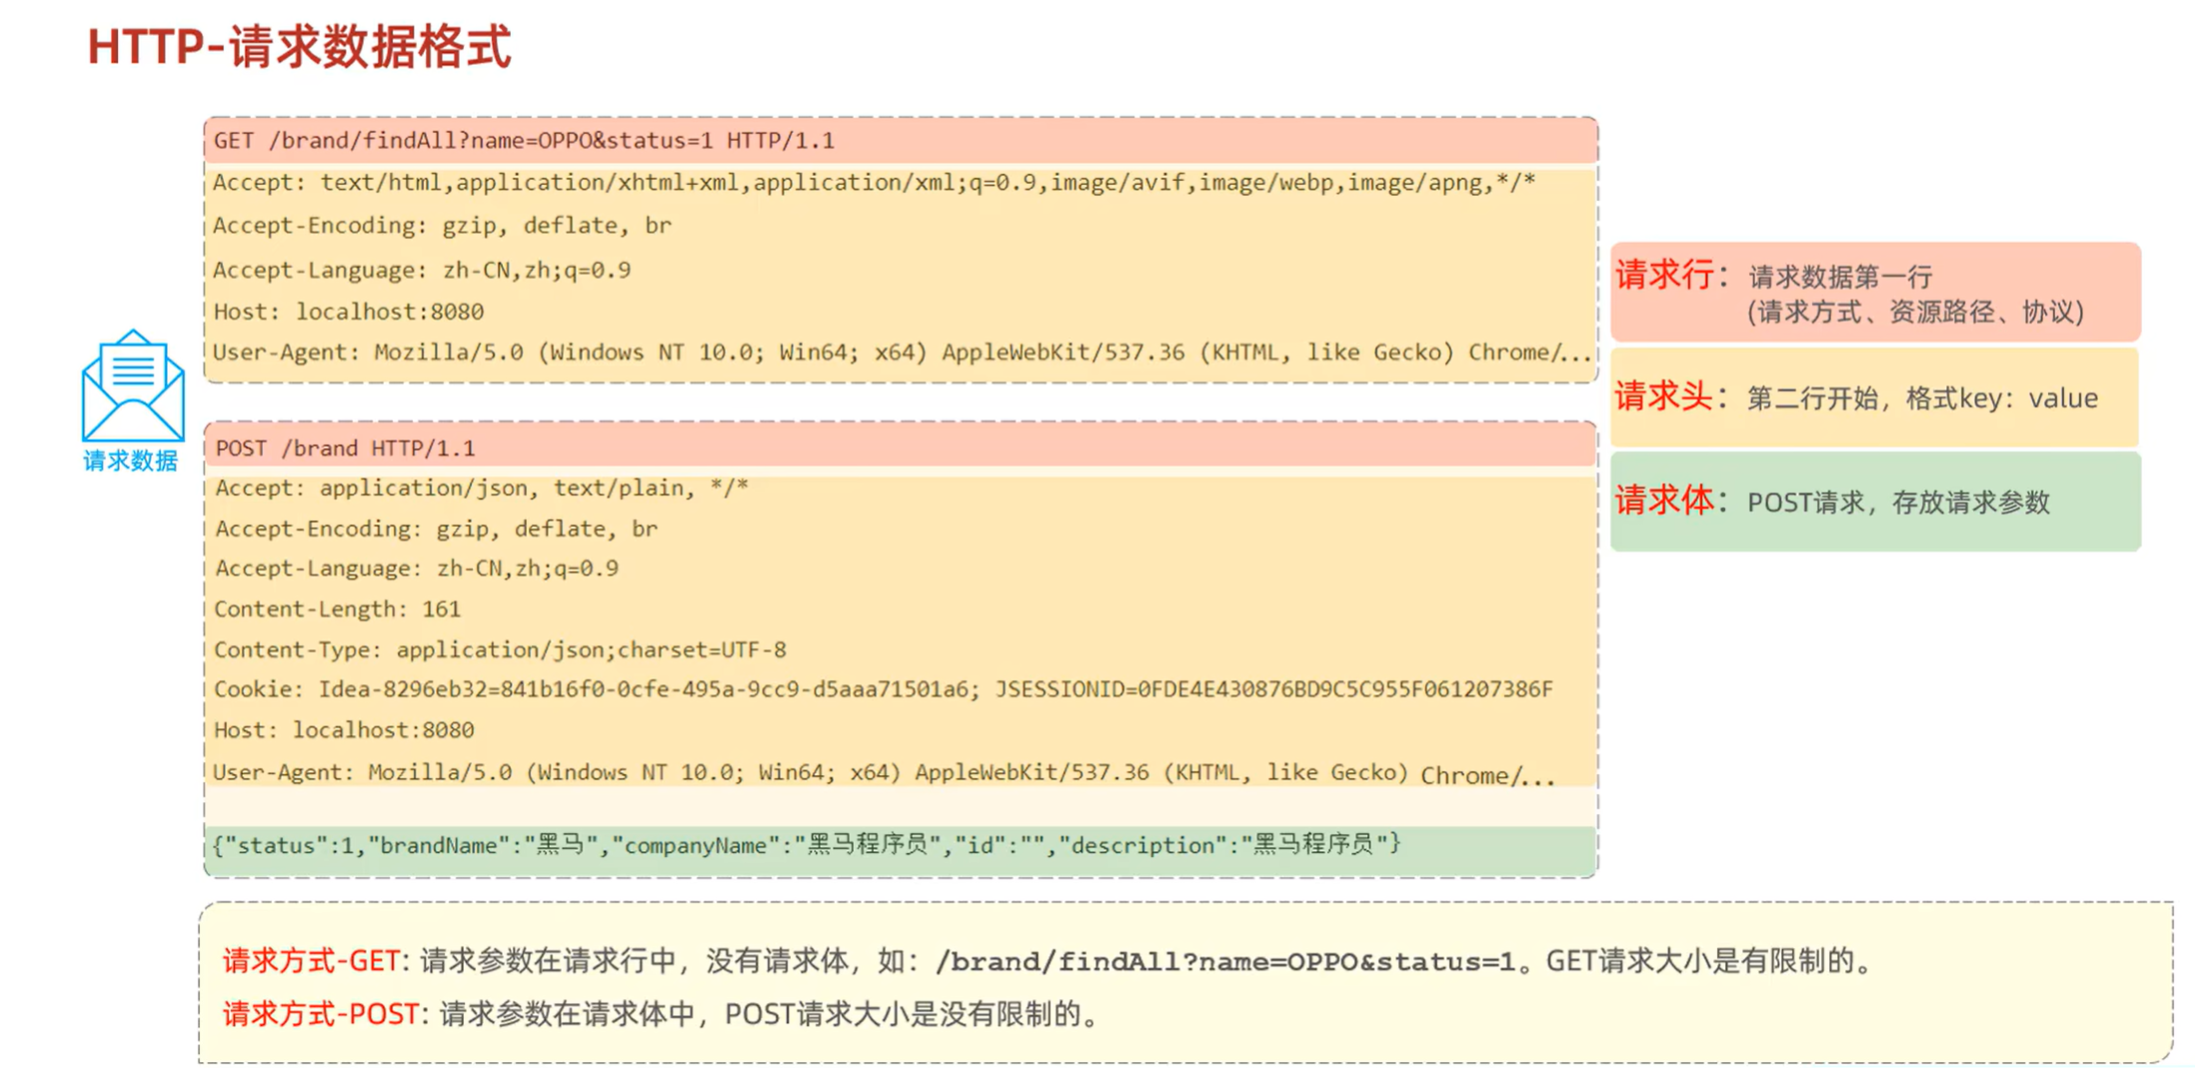 HTTP-请求数据格式
GET /brand/findAll?name=OPPO&status=1 HTTP/1.1
Accept: text/html,application/xhtml+xml,application/xml;q=0.9,image/avif,image/webp,image/apng,*/*
Accept-Encoding: gzip, deflate, br
Accept-Language: zh-CN,zh;q=0.9
Host: localhost:8080
User-Agent: Mozilla/5.0 (Windows NT 10.0; Win64; x64) AppleWebKit/537.36 (KHTML, like Gecko) Chrome/...
请求数据
POST /brand HTTP/1.1
Accept: application/json, text/plain, */*
Accept-Encoding: gzip, deflate, br
Accept-Language: zh-CN,zh;q=0.9
Content-Length: 161
Content-Type: application/json;charset=UTF-8
Cookie: Idea-8296eb32=841b16f0-0cfe-495a-9cc9-d5aaa71501a6; JSESSIONID=0FDE4E430876BD9C5C955F061207386F
Host: localhost:8080
User-Agent: Mozilla/5.0 (Windows NT 10.0; Win64; x64) AppleWebKit/537.36 (KHTML, like Gecko) Chrome/...
{"status":1,"brandName":"黑马","companyName":"黑马程序员","id":"","description":"黑马程序员"}
请求行：请求数据第一行
(请求方式、资源路径、协议)
请求头：第二行开始，格式key：value
请求体：POST请求，存放请求参数
请求方式-GET: 请求参数在请求行中，没有请求体，如：/brand/findAll?name=OPPO&status=1。GET请求大小是有限制的。
请求方式-POST: 请求参数在请求体中，POST请求大小是没有限制的。